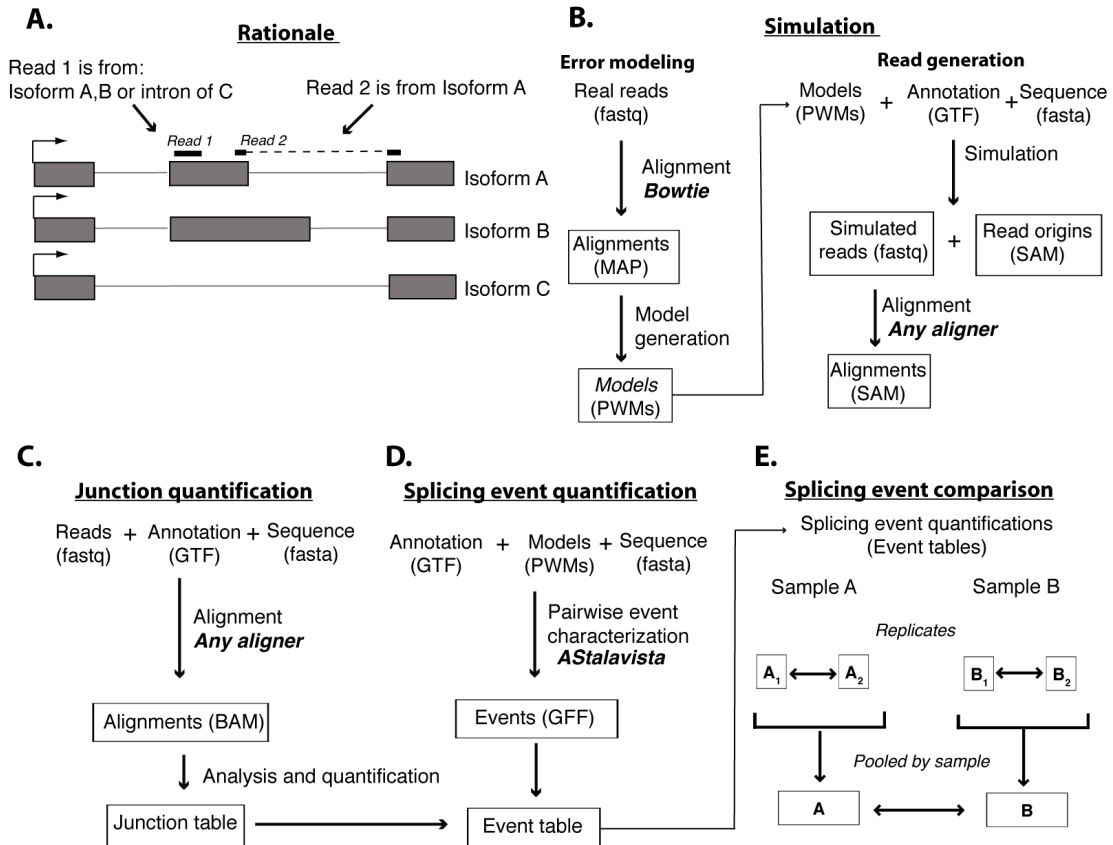 A.
Rationale
Read 1 is from:
Isoform A,B or intron of C
Read 2 is from Isoform A
Read 1
Read 2
Isoform A
Isoform B
Isoform C
B.
Simulation
Error modeling
Real reads
(fastq)
Alignment
Bowtie
Alignments
(MAP)
Model
generation
Models
(PWMs)
Read generation
Models + Annotation + Sequence
(PWMs) (GTF) (fasta)
Simulation
Simulated + Read origins
reads (fastq) (SAM)
Alignment
Any aligner
Alignments
(SAM)
C.
Junction quantification
Reads + Annotation + Sequence
(fastq) (GTF) (fasta)
Alignment
Any aligner
Alignments (BAM)
Analysis and quantification
Junction table
D.
Splicing event quantification
Annotation + Models + Sequence
(GTF) (PWMs) (fasta)
Pairwise event
characterization
AStalavista
Events (GFF)
Event table
E.
Splicing event comparison
Splicing event quantifications
(Event tables)
Sample A Sample B
Replicates
A1 A2 B1 B2
Pooled by sample
A B